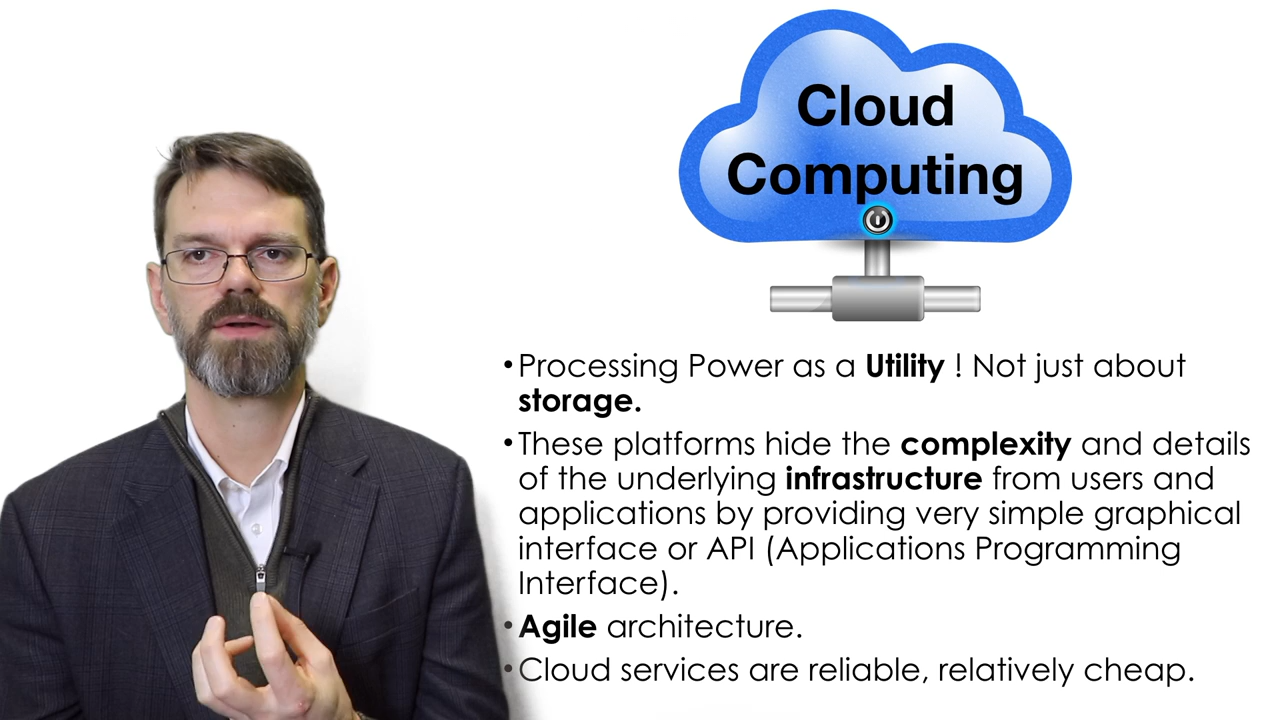 Cloud
Computing
•Processing Power as a Utility ! Not just about
storage.
•These platforms hide the complexity and details
of the underlying infrastructure from users and
applications by providing very simple graphical
interface or API (Applications Programming
Interface).
•Agile architecture.
•Cloud services are reliable, relatively cheap.